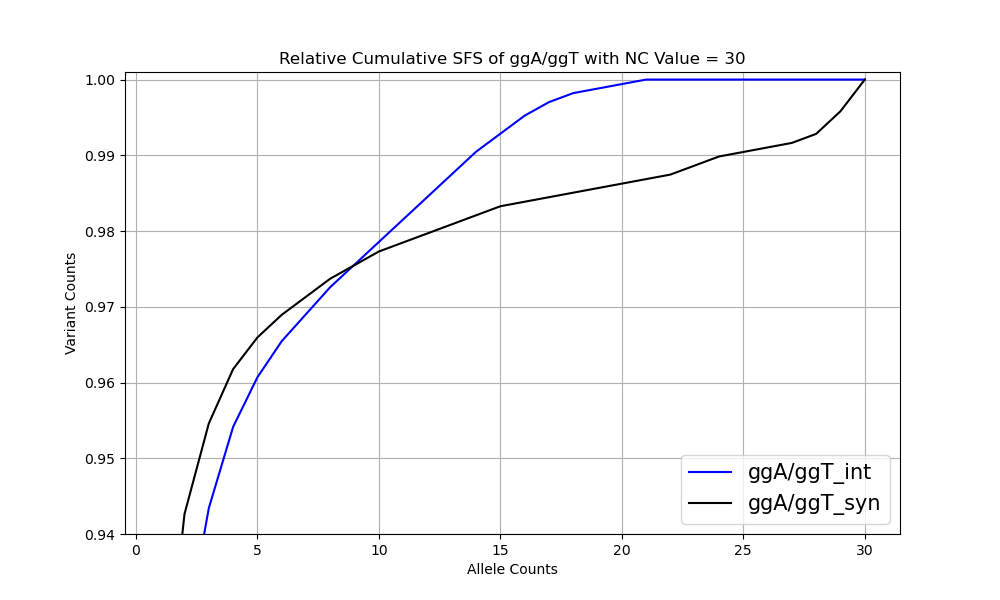 Relative Cumulative SFS of ggA/ggT with NC Value = 30
1.00
0.99
0.98
0.97
0.96
0.95
0.94
Variant Counts
0 5 10 15 20 25 30
Allele Counts
ggA/ggT_int
ggA/ggT_syn